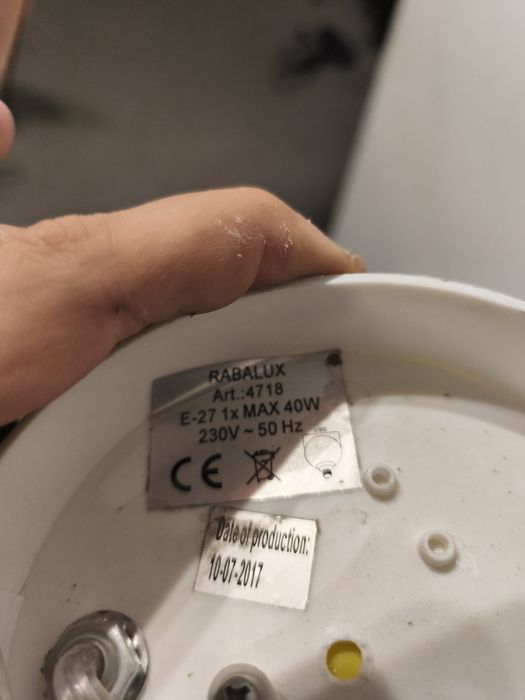 RABALUX
Art.:4718
E-27 1x MAX 40W
230V ~ 50 Hz
CE
Date of production:
10-07-2017